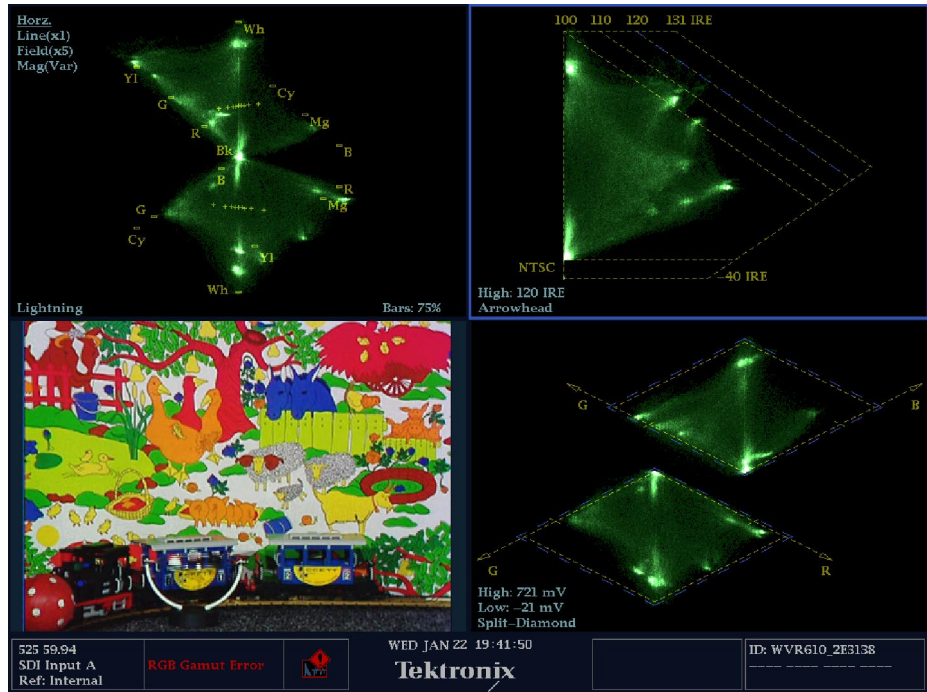 Horz.
Line(x1)
Field(x5)
Mag(Var)
Wh
Yl
G
Cy
R
Mg
Bk
B
B
R
G
Mg
Cy
Yl
Wh
Lightning
Bars: 75%
100 110 120 131 IRE
NTSC
-40 IRE
High: 120 IRE
Arrowhead
G
B
G
R
High: 721 mV
Low: -21 mV
Split-Diamond
525 59.94
SDI Input A
Ref: Internal
RGB Gamut Error
WED JAN 22 19:41:50
Tektronix
ID: WVR610_2E3138
---- ---- ---- ----